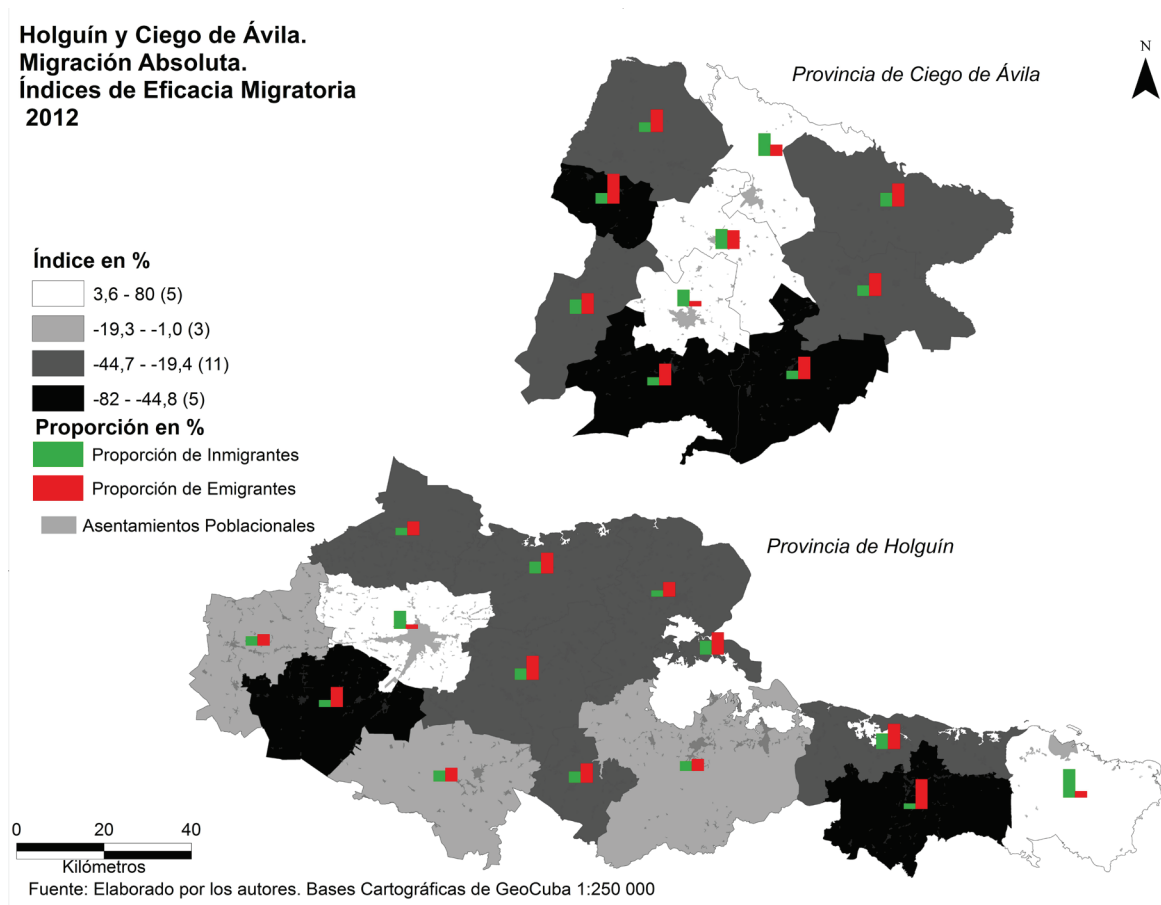 Holguín y Ciego de Ávila.
Migración Absoluta.
Índices de Eficacia Migratoria
2012
N
Provincia de Ciego de Ávila
Índice en %
3,6 - 80 (5)
-19,3 - -1,0 (3)
-44,7 - -19,4 (11)
-82 - -44,8 (5)
Proporción en %
Proporción de Inmigrantes
Proporción de Emigrantes
Asentamientos Poblacionales
Provincia de Holguín
0 20 40
Kilómetros
Fuente: Elaborado por los autores. Bases Cartográficas de GeoCuba 1:250 000